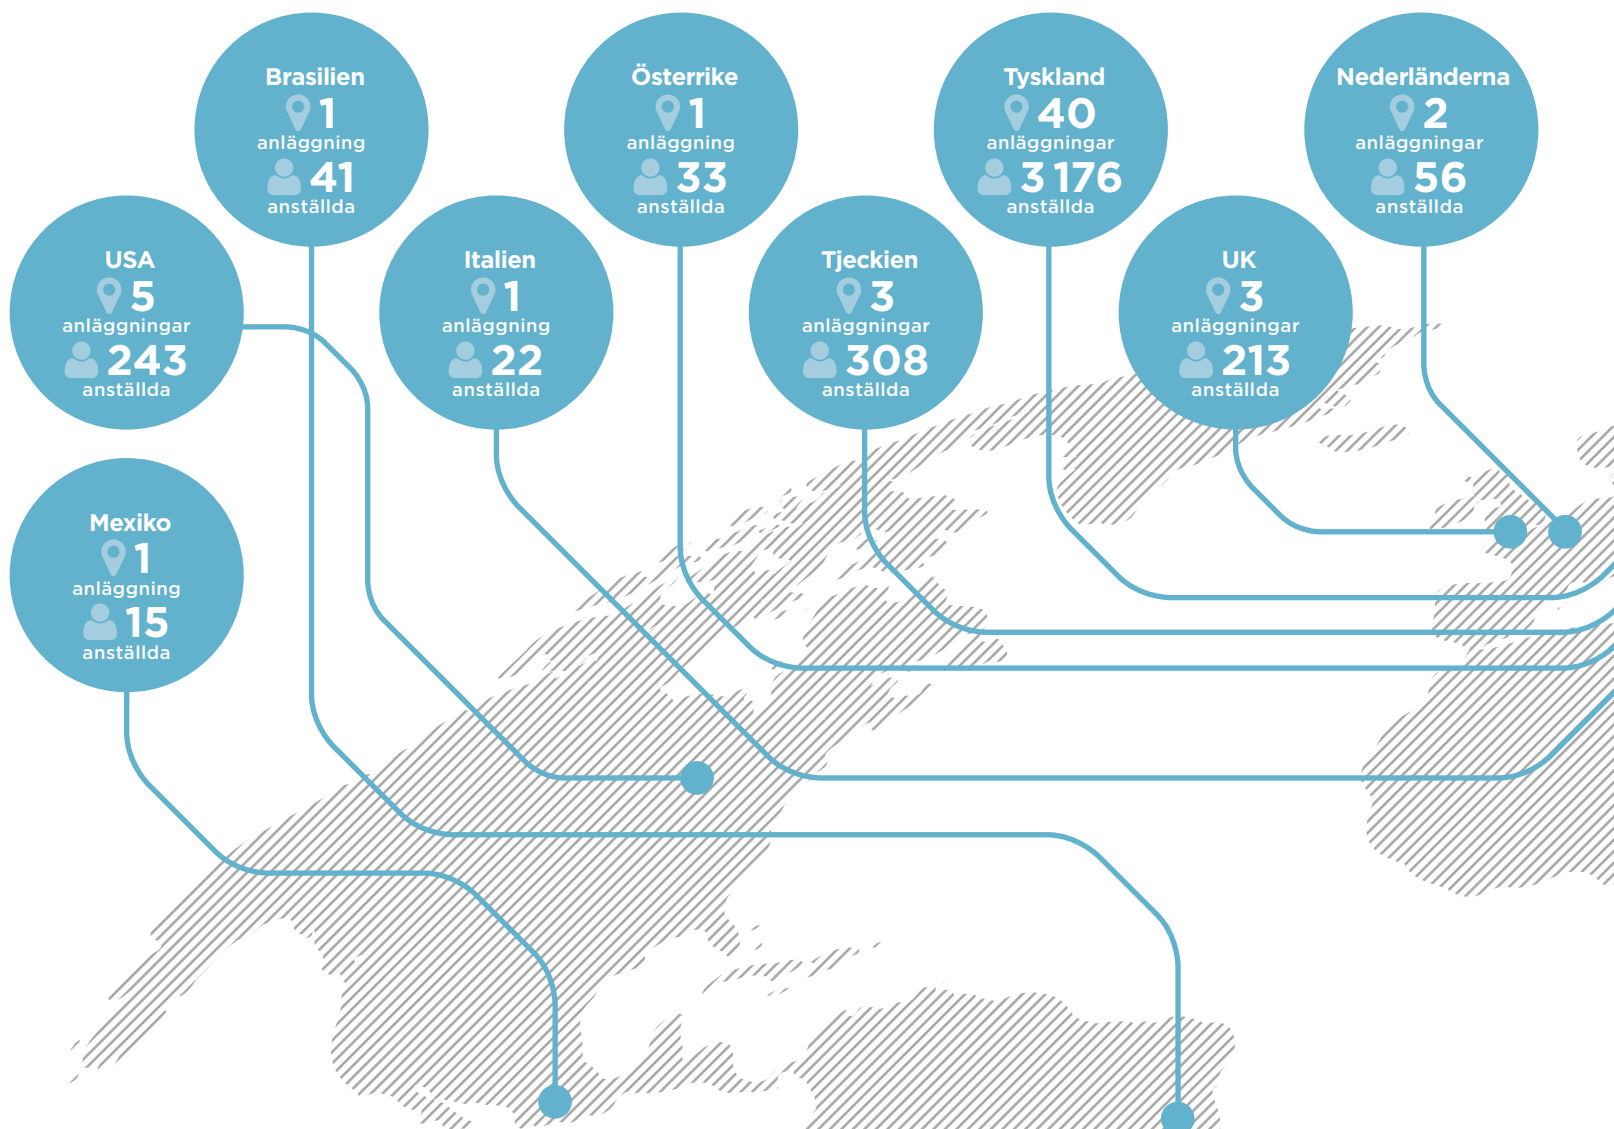 Brasilien
1
anläggning
41
anställda
Österrike
1
anläggning
33
anställda
Tyskland
40
anläggningar
3 176
anställda
Nederländerna
2
anläggningar
56
anställda
USA
5
anläggningar
243
anställda
Italien
1
anläggning
22
anställda
Tjeckien
3
anläggningar
308
anställda
UK
3
anläggningar
213
anställda
Mexiko
1
anläggning
15
anställda